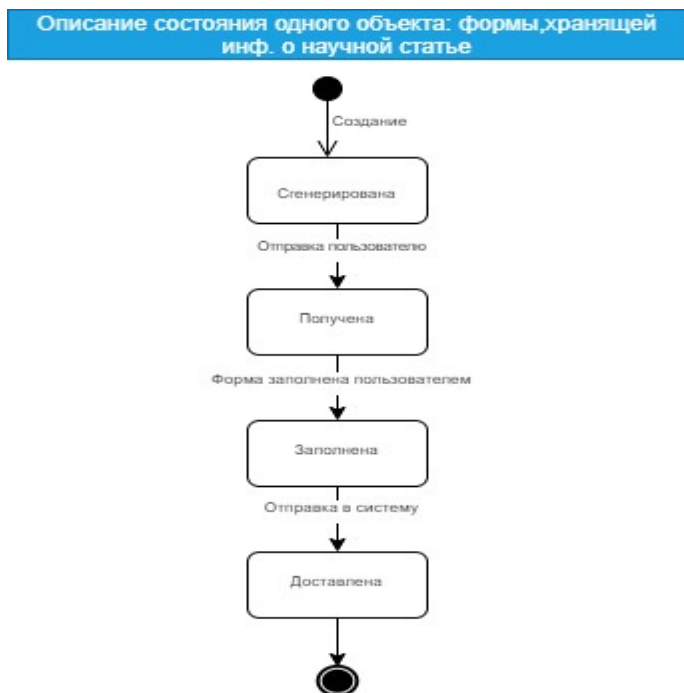 Описание состояния одного объекта: формы,хранящей
инф. о научной статье
Создание
Сгенерирована
Отправка пользователю
Получена
Форма заполнена пользователем
Заполнена
Отправка в систему
Доставлена